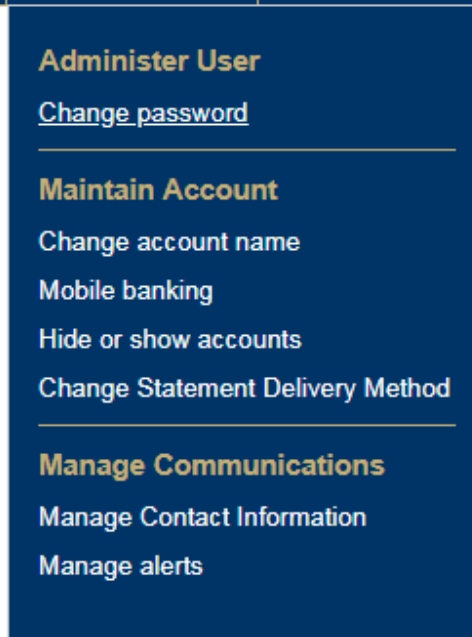 Administer User
Change password
Maintain Account
Change account name
Mobile banking
Hide or show accounts
Change Statement Delivery Method
Manage Communications
Manage Contact Information
Manage alerts